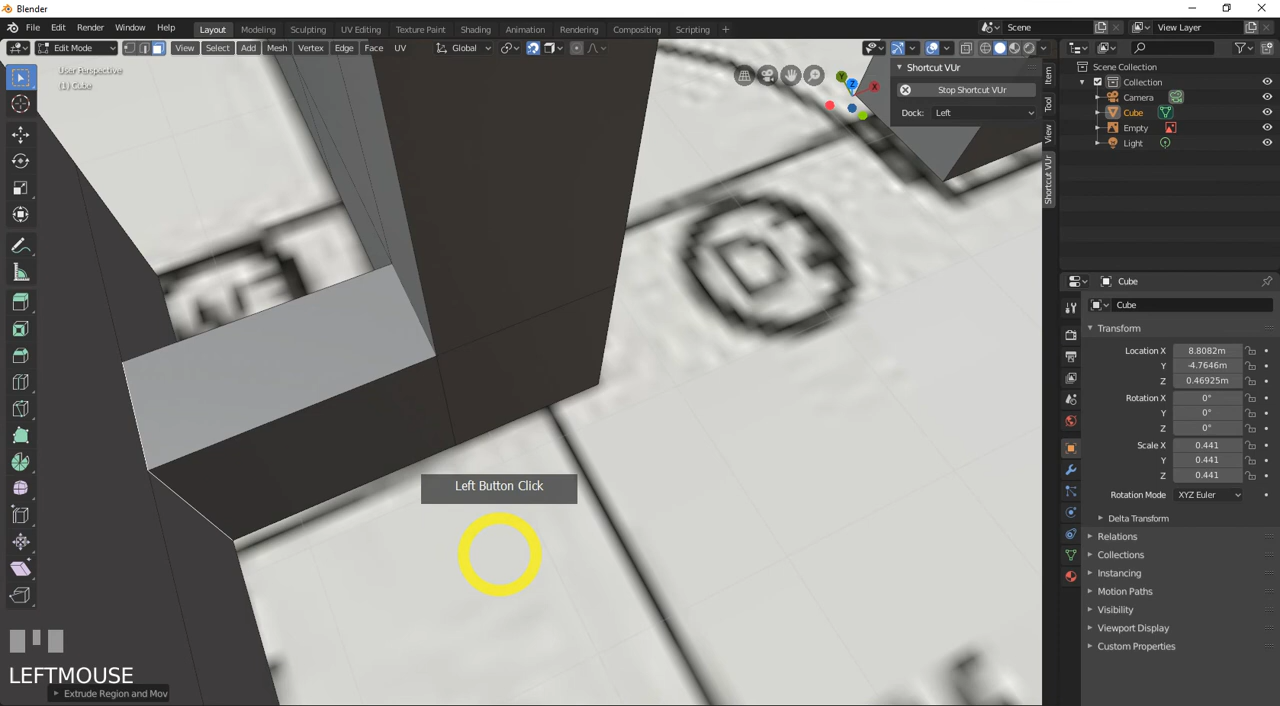 Blender
File Edit Render Window Help
Layout Modeling Sculpting UV Editing Texture Paint Shading Animation Rendering Compositing Scripting +
Scene
View Layer
Edit Mode
View Select Add Mesh Vertex Edge Face UV
Global
User Perspective
(1) Cube
Y
Z
X
Shortcut VUr
Stop Shortcut VUr
Dock: Left
Item
Tool
View
Shortcut VUr
Scene Collection
Collection
Camera
Cube
Empty
Light
Cube
Cube
Transform
Location X 8.8082m
Y -4.7646m
Z 0.46925m
Rotation X 0°
Y 0°
Z 0°
Scale X 0.441
Y 0.441
Z 0.441
Rotation Mode XYZ Euler
Delta Transform
Relations
Collections
Instancing
Motion Paths
Visibility
Viewport Display
Custom Properties
Left Button Click
LEFTMOUSE
Extrude Region and Mov